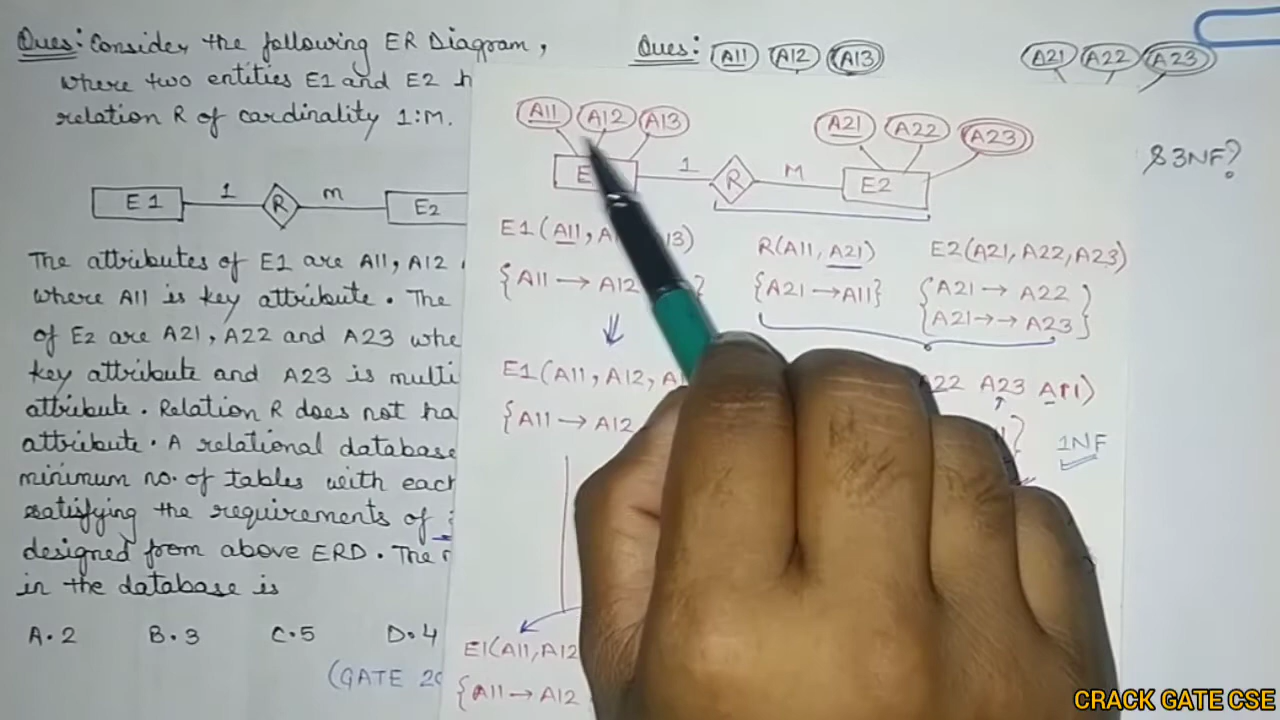 Ques: Consider the following ER Diagram,
where two entities E1 and E2 h
relation R of cardinality 1:M.
E1 1 R m E2
The attributes of E1 are A11, A12
where A11 is key attribute. The
of E2 are A21, A22 and A23 whe
key attribute and A23 is multi
attribute. Relation R does not ha
attribute. A relational database
minimum no. of tables with each
satisfying the requirements of
designed from above ERD. The
in the database is
A. 2 B. 3 C. 5 D. 4
(GATE 20
Ques: A11 A12 A13 A21 A22 A23
3NF?
A11 A12 A13 A21 A22 A23
E 1 R M E2
E1(A11, A 13)
{A11 → A12 }
R(A11, A21)
{A21 → A11}
E2(A21, A22, A23)
{A21 → A22
A21 →→ A23}
E1(A11, A12, A
{A11 → A12
A22 A23 A11)
}
1NF
E1(A11, A12
{A11 → A12
CRACK GATE CSE